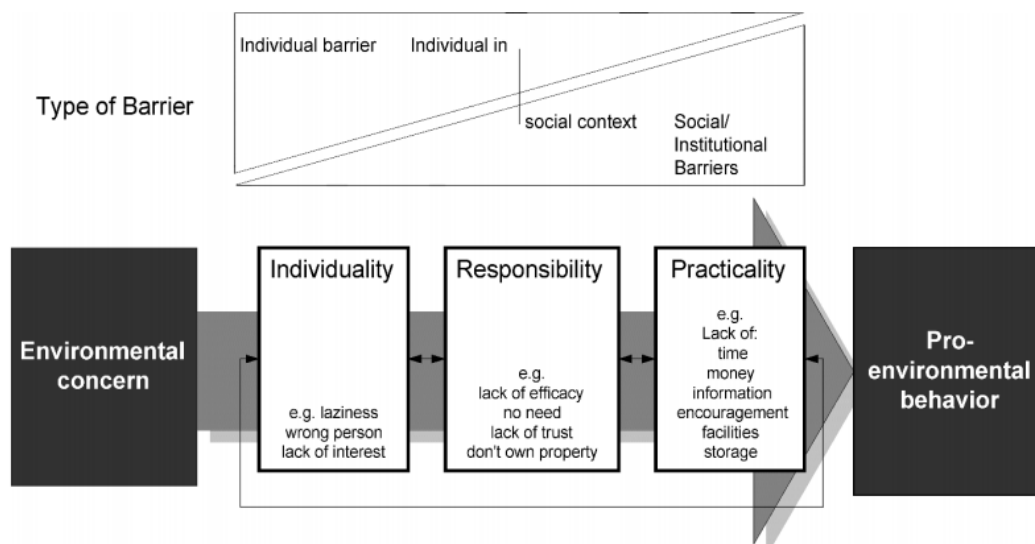 Individual barrier
Individual in
Type of Barrier
social context
Social/
Institutional
Barriers
Environmental
concern
Individuality
e.g. laziness
wrong person
lack of interest
Responsibility
e.g.
lack of efficacy
no need
lack of trust
don't own property
Practicality
e.g.
Lack of:
time
money
information
encouragement
facilities
storage
Pro-
environmental
behavior